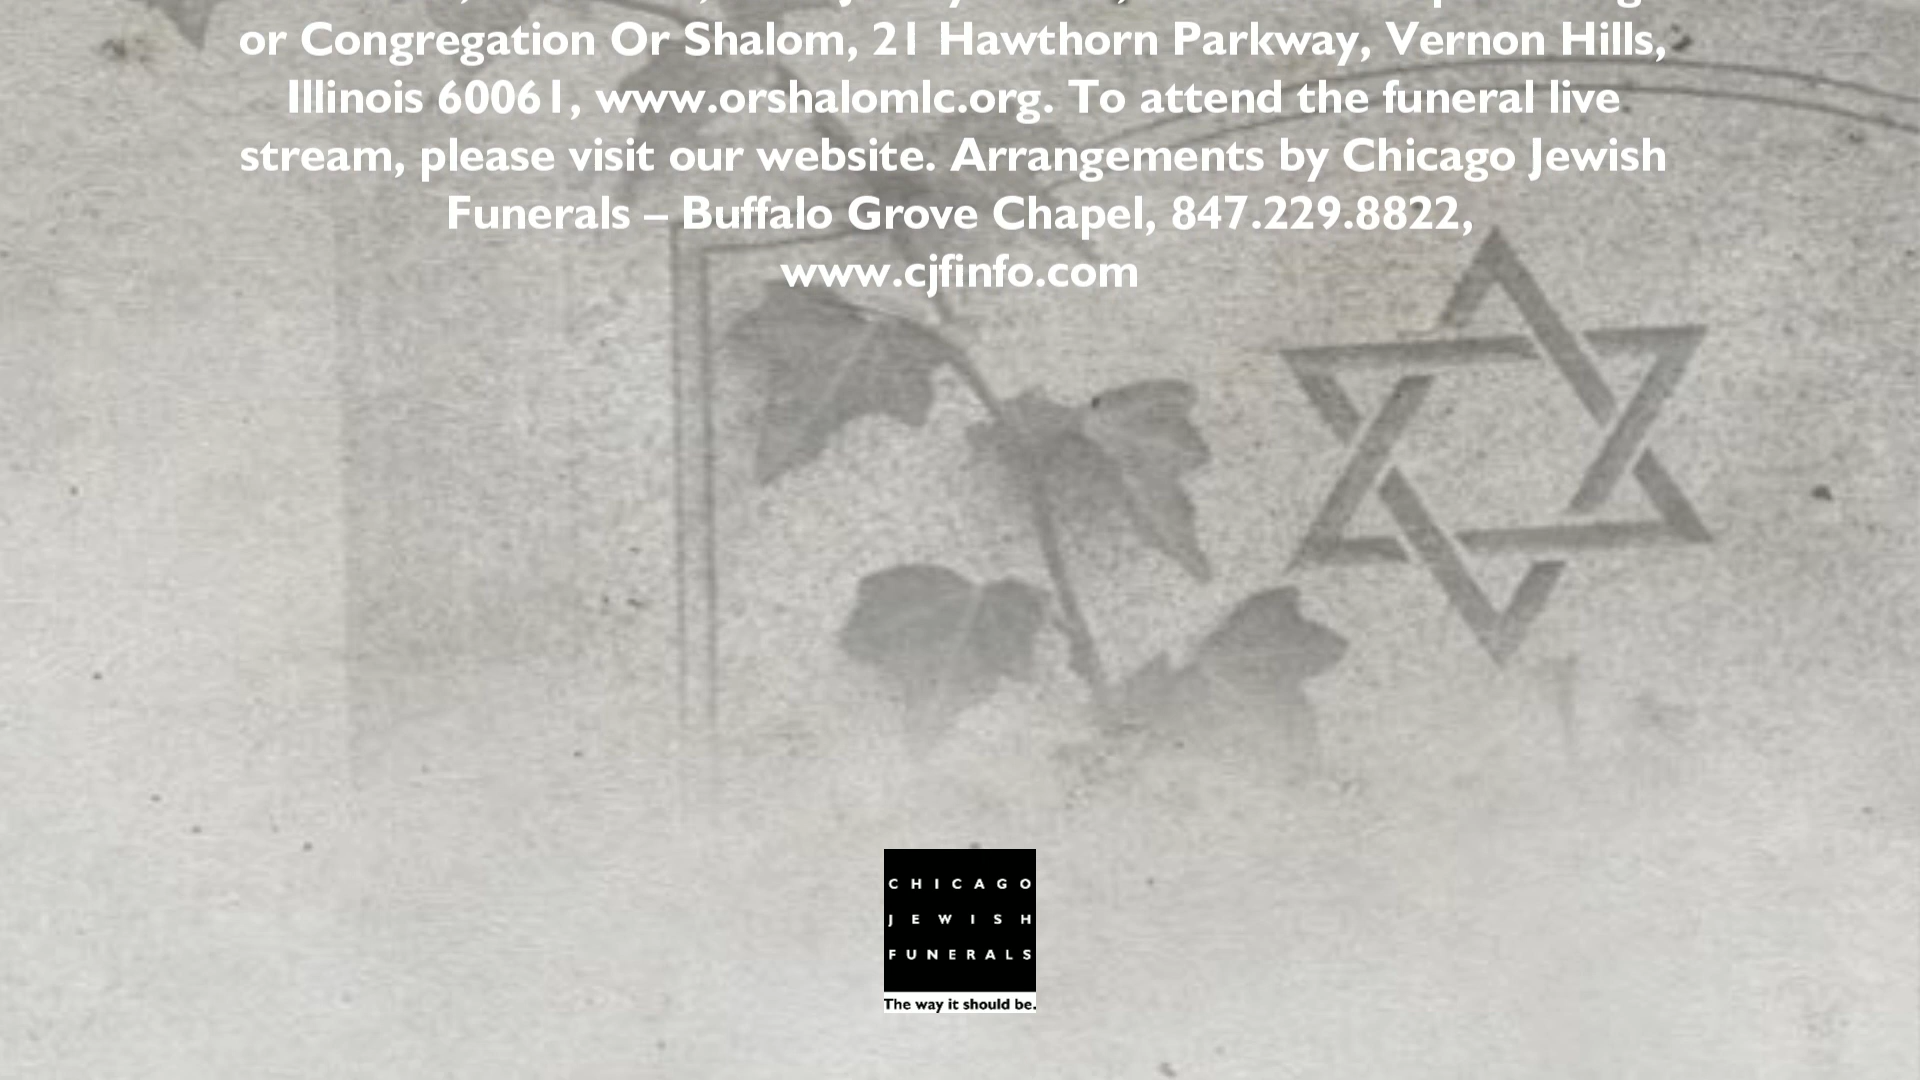 or Congregation Or Shalom, 21 Hawthorn Parkway, Vernon Hills,
Illinois 60061, www.orshalomlc.org. To attend the funeral live
stream, please visit our website. Arrangements by Chicago Jewish
Funerals – Buffalo Grove Chapel, 847.229.8822,
www.cjfinfo.com
CHICAGO
JEWISH
FUNERALS
The way it should be.